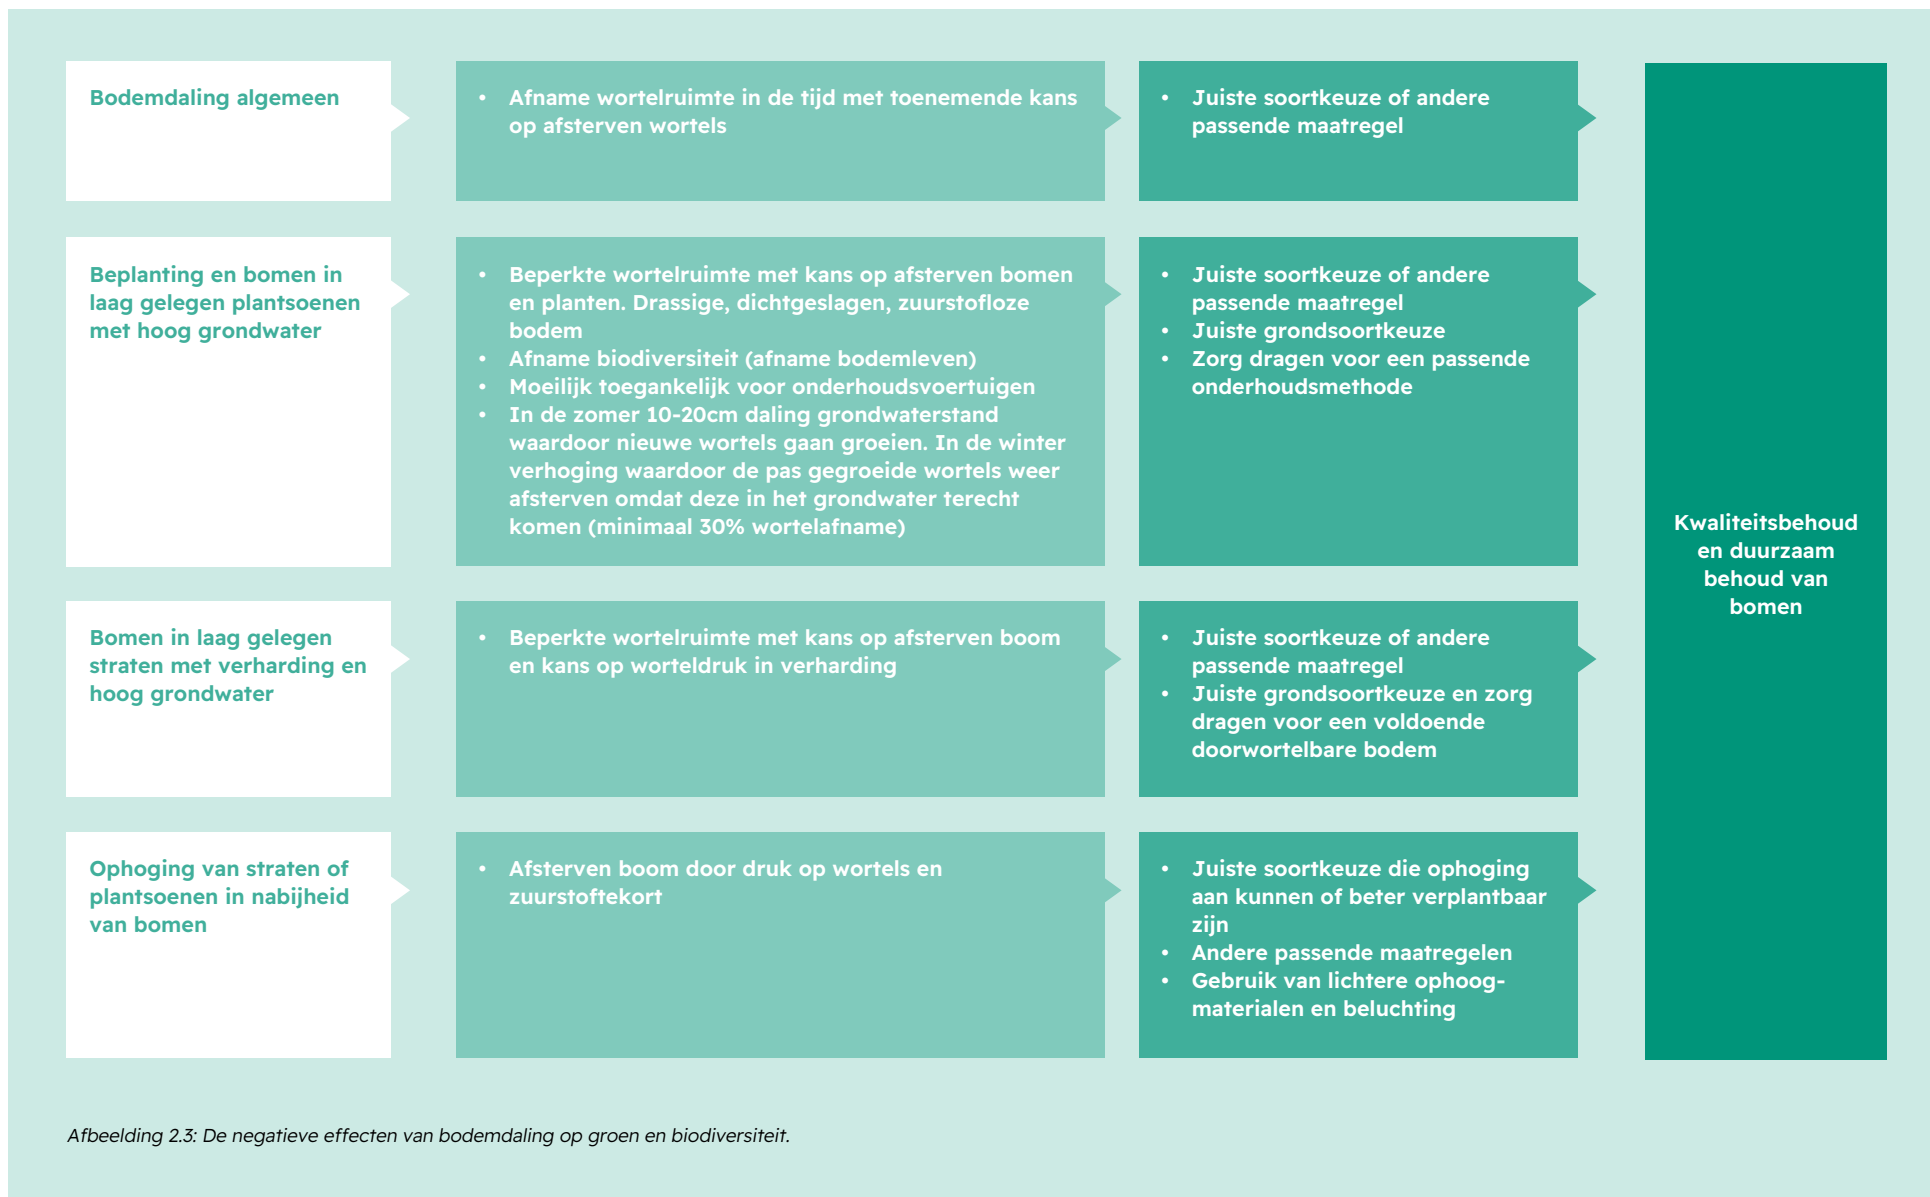 Bodemdaling algemeen
• Afname wortelruimte in de tijd met toenemende kans
op afsterven wortels
• Juiste soortkeuze of andere
passende maatregel
Beplanting en bomen in
laag gelegen plantsoenen
met hoog grondwater
• Beperkte wortelruimte met kans op afsterven bomen
en planten. Drassige, dichtgeslagen, zuurstofloze
bodem
• Afname biodiversiteit (afname bodemleven)
• Moeilijk toegankelijk voor onderhoudsvoertuigen
• In de zomer 10-20cm daling grondwaterstand
waardoor nieuwe wortels gaan groeien. In de winter
verhoging waardoor de pas gegroeide wortels weer
afsterven omdat deze in het grondwater terecht
komen (minimaal 30% wortelafname)
• Juiste soortkeuze of andere
passende maatregel
• Juiste grondsoortkeuze
• Zorg dragen voor een passende
onderhoudsmethode
Bomen in laag gelegen
straten met verharding en
hoog grondwater
• Beperkte wortelruimte met kans op afsterven boom
en kans op worteldruk in verharding
• Juiste soortkeuze of andere
passende maatregel
• Juiste grondsoortkeuze en zorg
dragen voor een voldoende
doorwortelbare bodem
Ophoging van straten of
plantsoenen in nabijheid
van bomen
• Afsterven boom door druk op wortels en
zuurstoftekort
• Juiste soortkeuze die ophoging
aan kunnen of beter verplantbaar
zijn
• Andere passende maatregelen
• Gebruik van lichtere ophoog-
materialen en beluchting
Kwaliteitsbehoud
en duurzaam
behoud van
bomen
Afbeelding 2.3: De negatieve effecten van bodemdaling op groen en biodiversiteit.